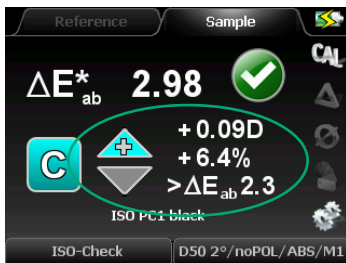 Reference Sample
CAL
ΔE*ab 2.98
+0.09D
C +6.4%
>ΔEab 2.3
ISO PC1 black
ISO-Check D50 2°/noPOL/ABS/M1